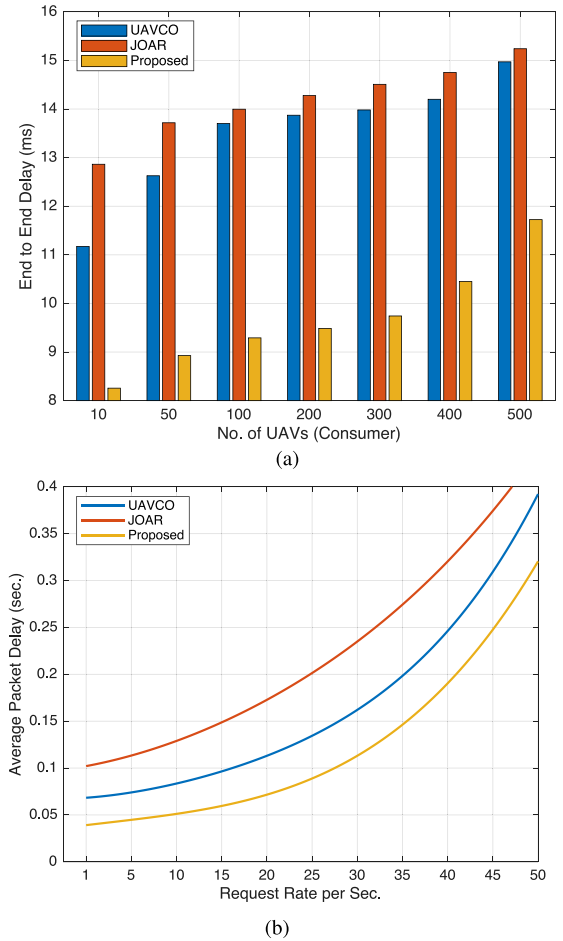 16
15
14
13
12
11
10
9
8
End to End Delay (ms)
UAVCO
JOAR
Proposed
10 50 100 200 300 400 500
No. of UAVs (Consumer)
(a)
0.4
0.35
0.3
0.25
0.2
0.15
0.1
0.05
0
Average Packet Delay (sec.)
UAVCO
JOAR
Proposed
1 5 10 15 20 25 30 35 40 45 50
Request Rate per Sec.
(b)